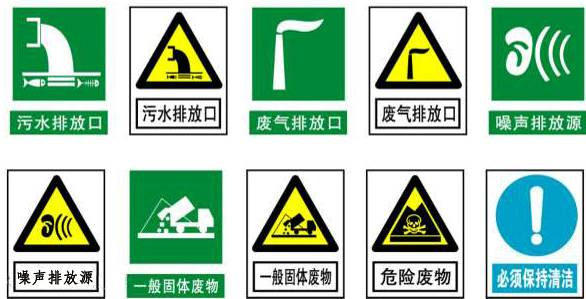 污水排放口
污水排放口
废气排放口
废气排放口
噪声排放源
噪声排放源
一般固体废物
一般固体废物
危险废物
必须保持清洁